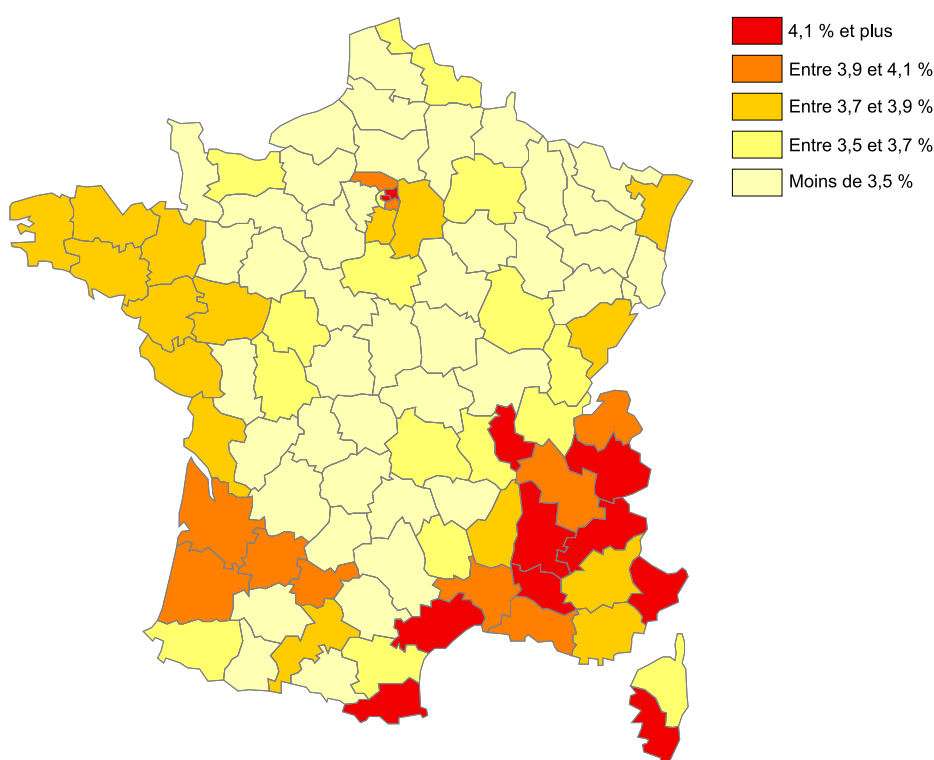 4,1 % et plus
Entre 3,9 et 4,1 %
Entre 3,7 et 3,9 %
Entre 3,5 et 3,7 %
Moins de 3,5 %